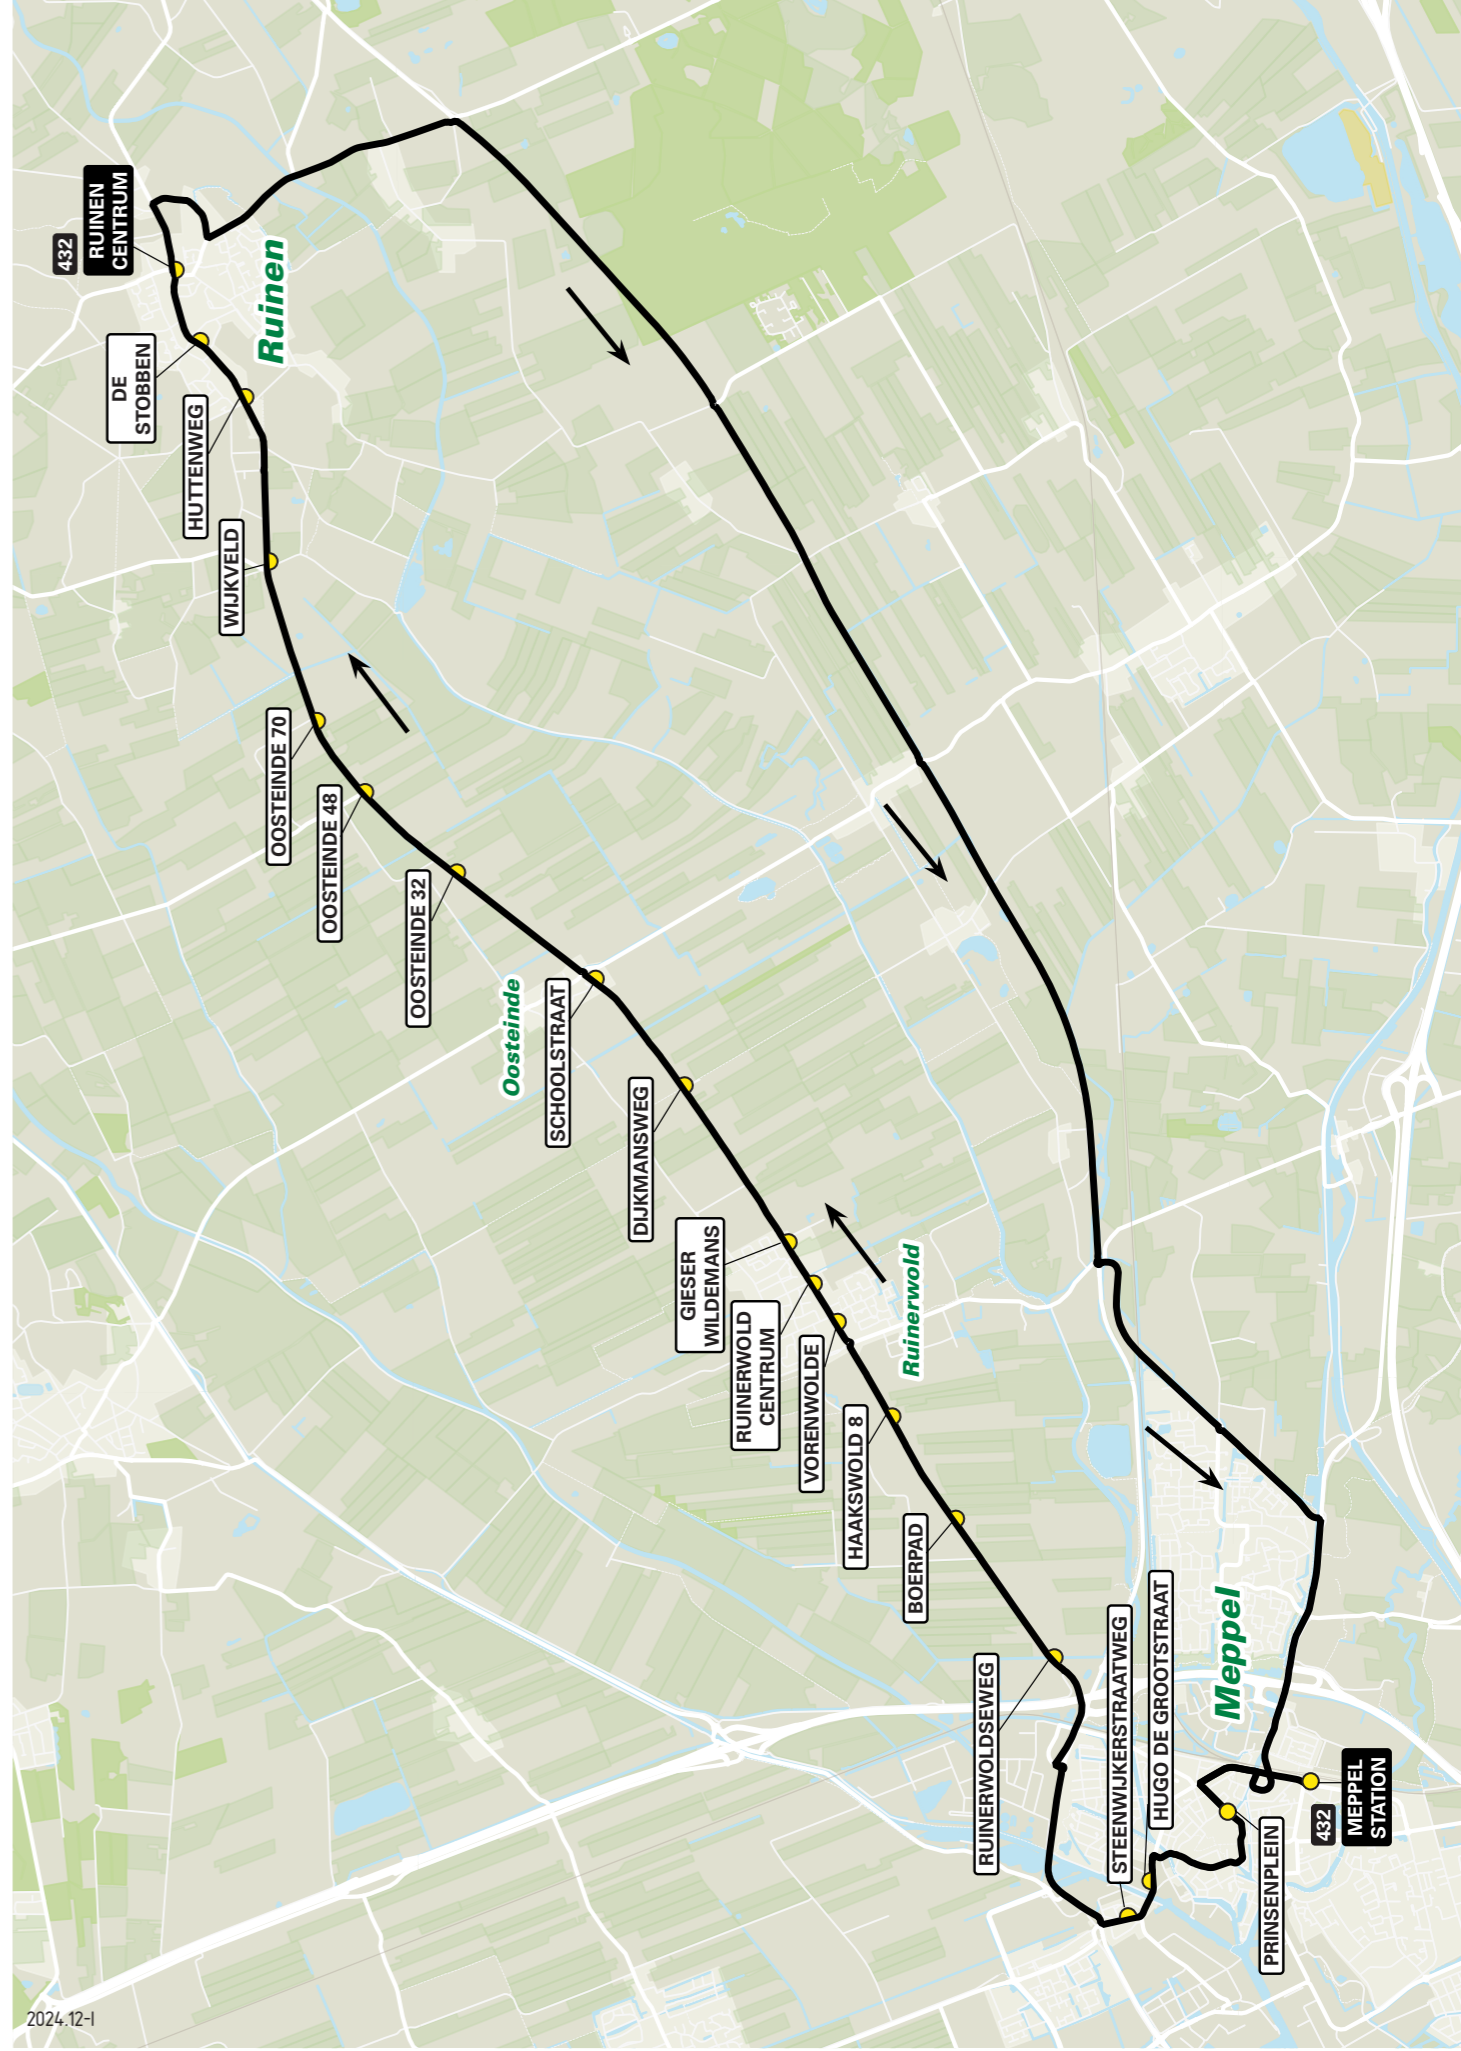 432
RUINEN
CENTRUM
DE
STOBBEN
Ruinen
HUTTENWEG
WIJKVELD
OOSTEINDE 70
OOSTEINDE 48
OOSTEINDE 32
Oosteinde
SCHOOLSTRAAT
DIJKMANSWEG
GIESER
WILDEMANS
RUINERWOLD
CENTRUM
VORENWOLDE
Ruinerwold
HAAKSWOLD 8
BOERPAD
RUINERWOLDSEWEG
STEENWIJKERSTRAATWEG
HUGO DE GROOTSTRAAT
Meppel
PRINSENPLEIN
432
MEPPEL
STATION
2024.12-I